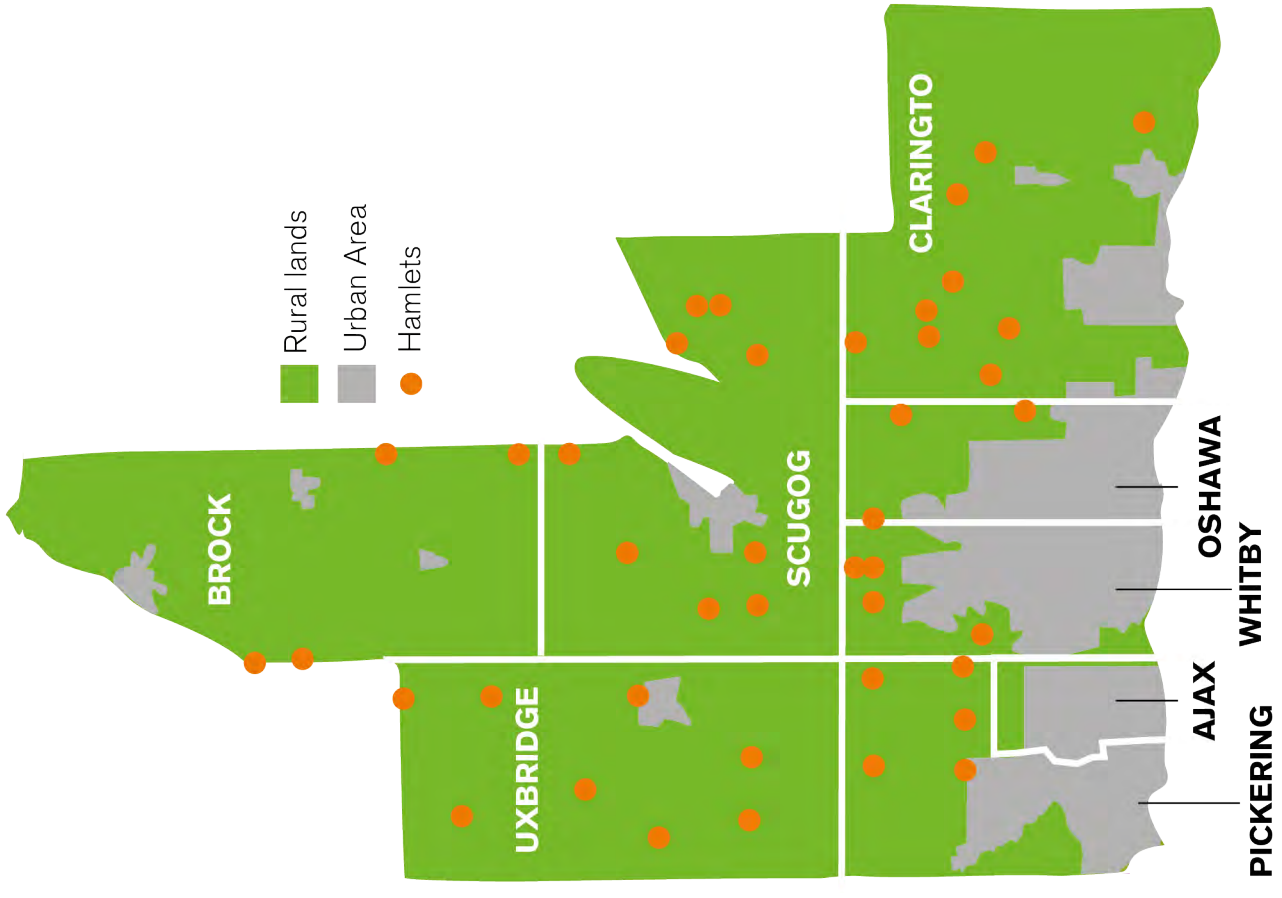 Rural lands
Urban Area
Hamlets
BROCK
UXBRIDGE
SCUGOG
CLARINGTO
OSHAWA
WHITBY
AJAX
PICKERING